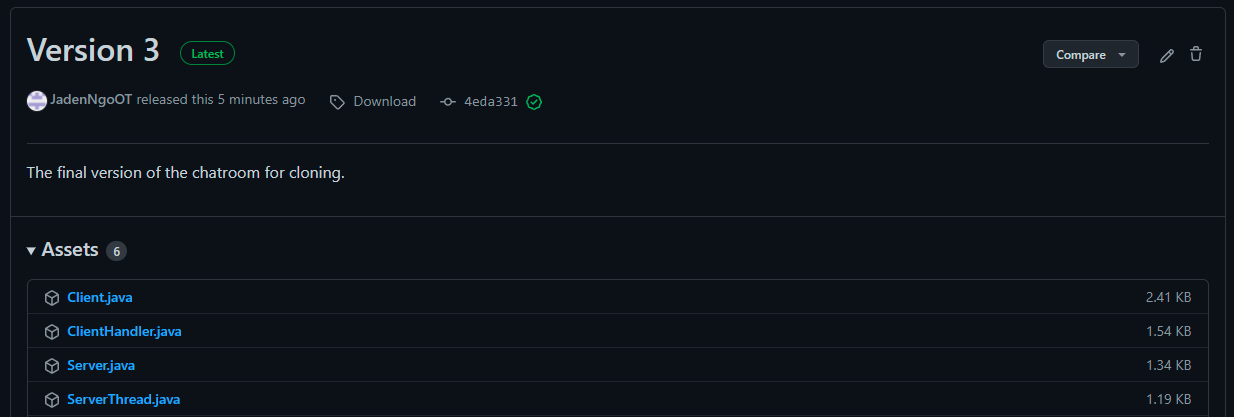 Version 3 Latest Compare
JadenNgoOT released this 5 minutes ago Download 4eda331
The final version of the chatroom for cloning.
Assets 6
Client.java 2.41 KB
ClientHandler.java 1.54 KB
Server.java 1.34 KB
ServerThread.java 1.19 KB